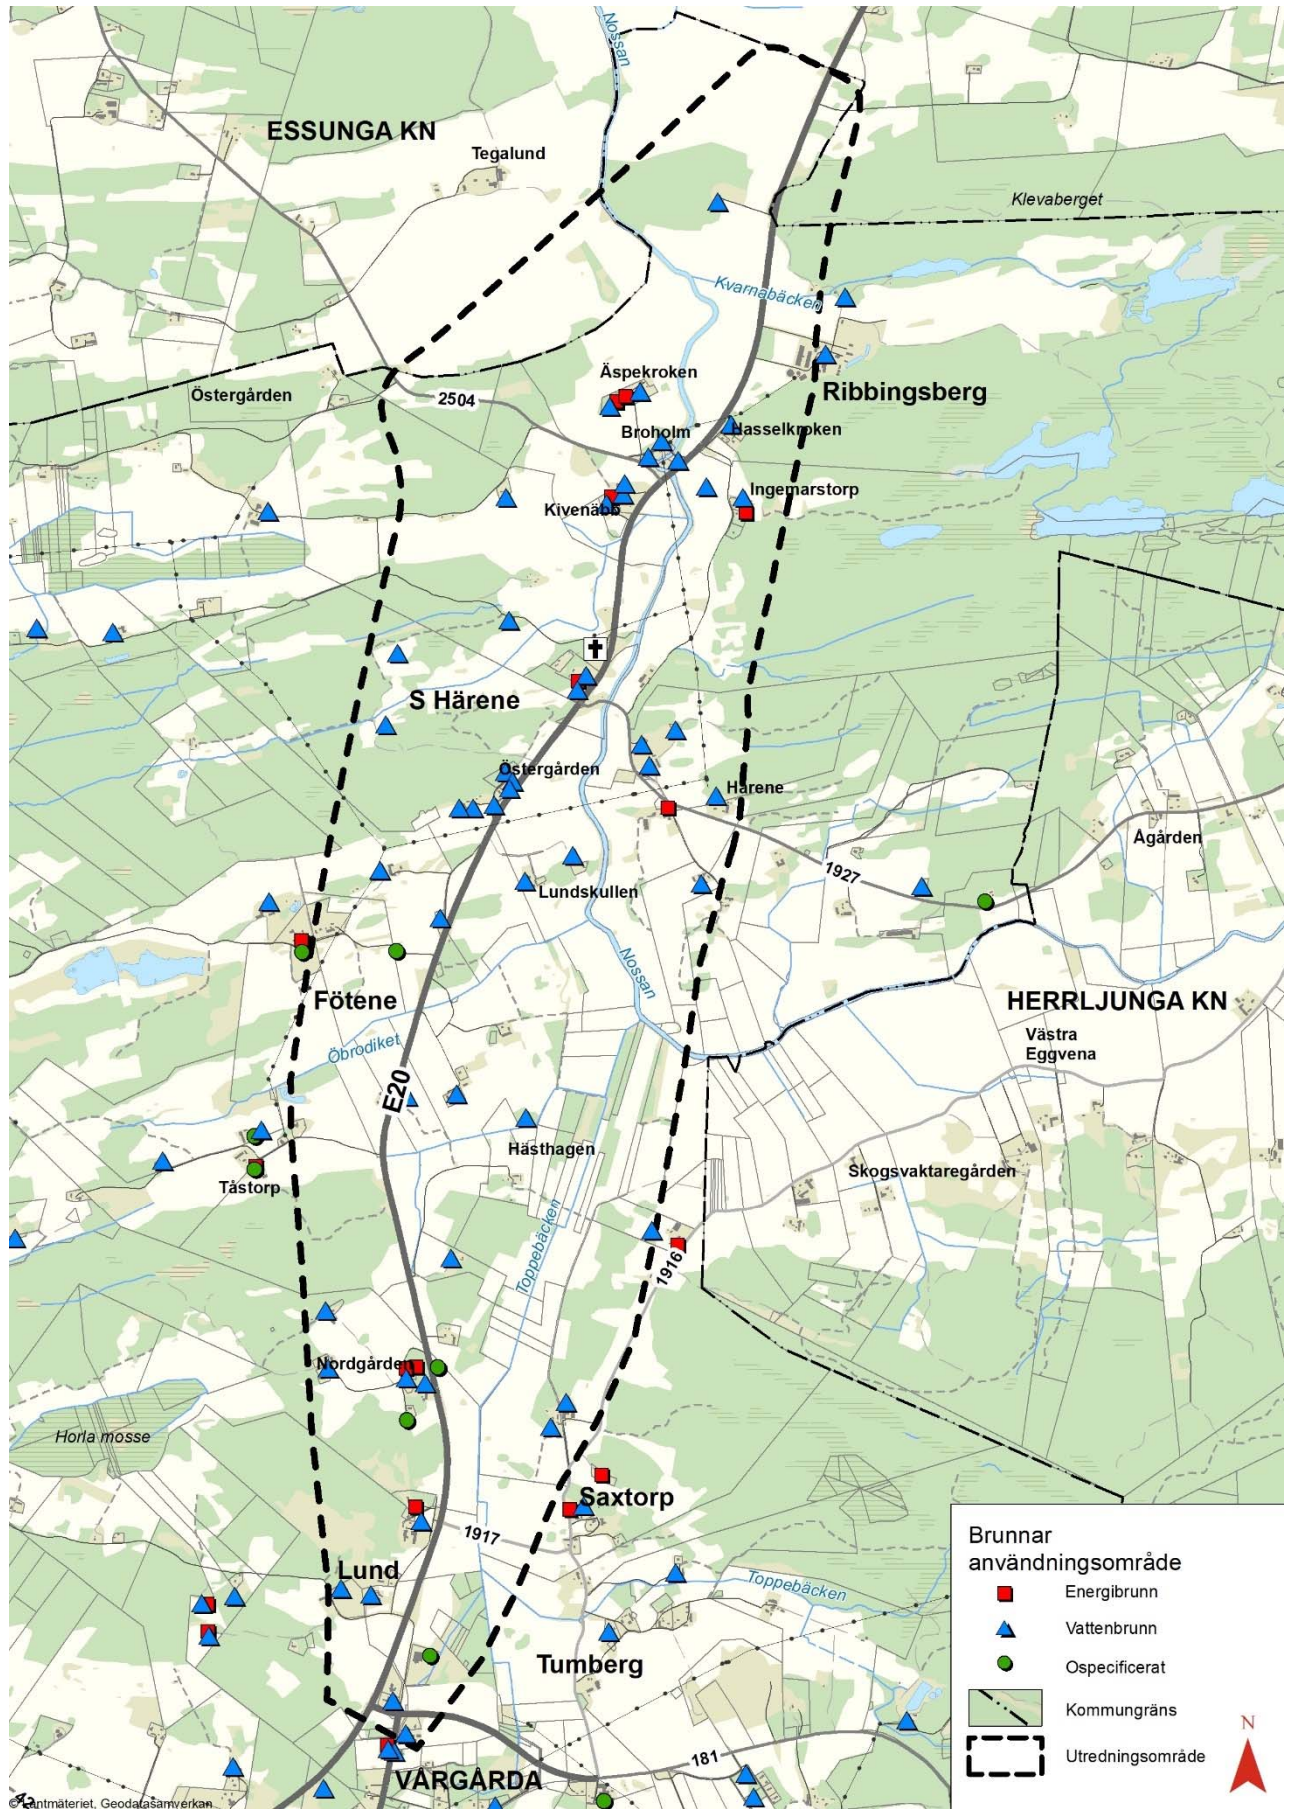 Nossan
ESSUNGA KN
Tegalund
Klevaberget
Kvarnabäcken
Äspekroken
Ribbingsberg
Östergården
2504
Broholm
Hasselkroken
Ingemarstorp
Kivenäbb
S Härene
Östergården
Härene
Ågården
1927
Lundskullen
Nossan
Fötene
HERRLJUNGA KN
Västra
Eggvena
Öbrodiket
E20
Hästhagen
Skogsvaktaregården
Tåstorp
Toppebäcken
1916
Nordgården
Horla mosse
Saxtorp
1917
Lund
Toppebäcken
Tumberg
181
VÅRGÅRDA
42
© Lantmäteriet, Geodatasamverkan
Brunnar
användningsområde
Energibrunn
Vattenbrunn
Ospecificerat
Kommungräns
Utredningsområde
N